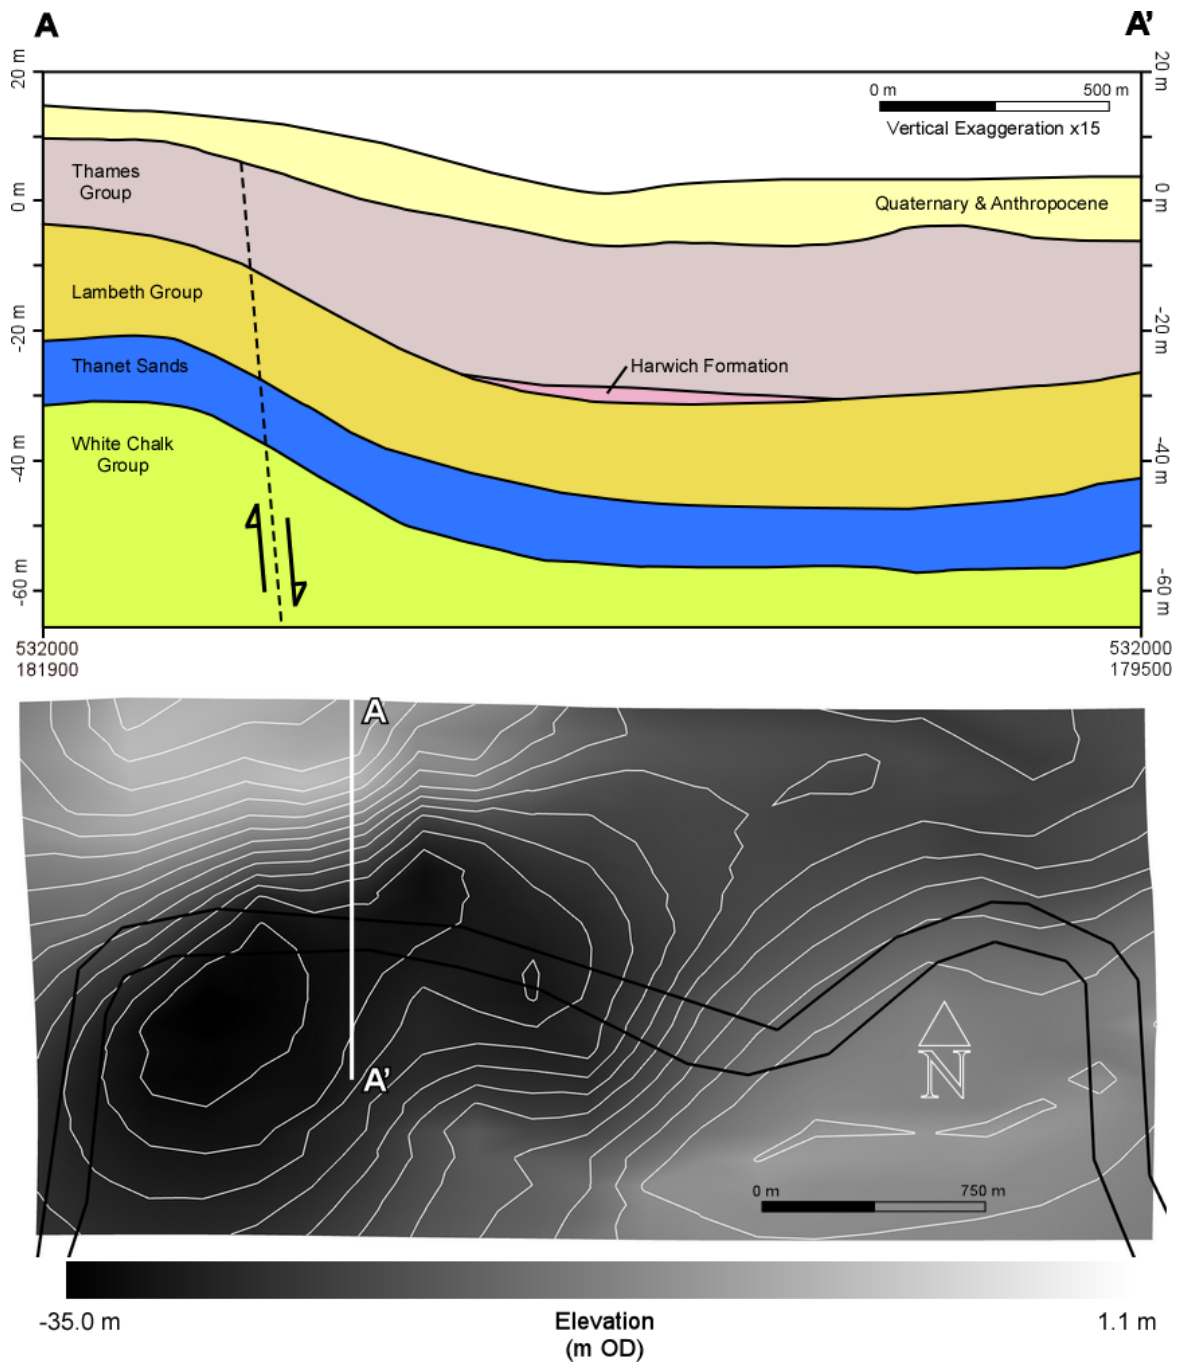 A
A'
20 m
0 m
-20 m
-40 m
-60 m
20 m
0 m
-20 m
-40 m
-60 m
0 m 500 m
Vertical Exaggeration x15
Thames
Group
Quaternary & Anthropocene
Lambeth Group
Thanet Sands
Harwich Formation
White Chalk
Group
532000
181900
532000
179500
A
A'
N
0 m 750 m
-35.0 m Elevation 1.1 m
(m OD)